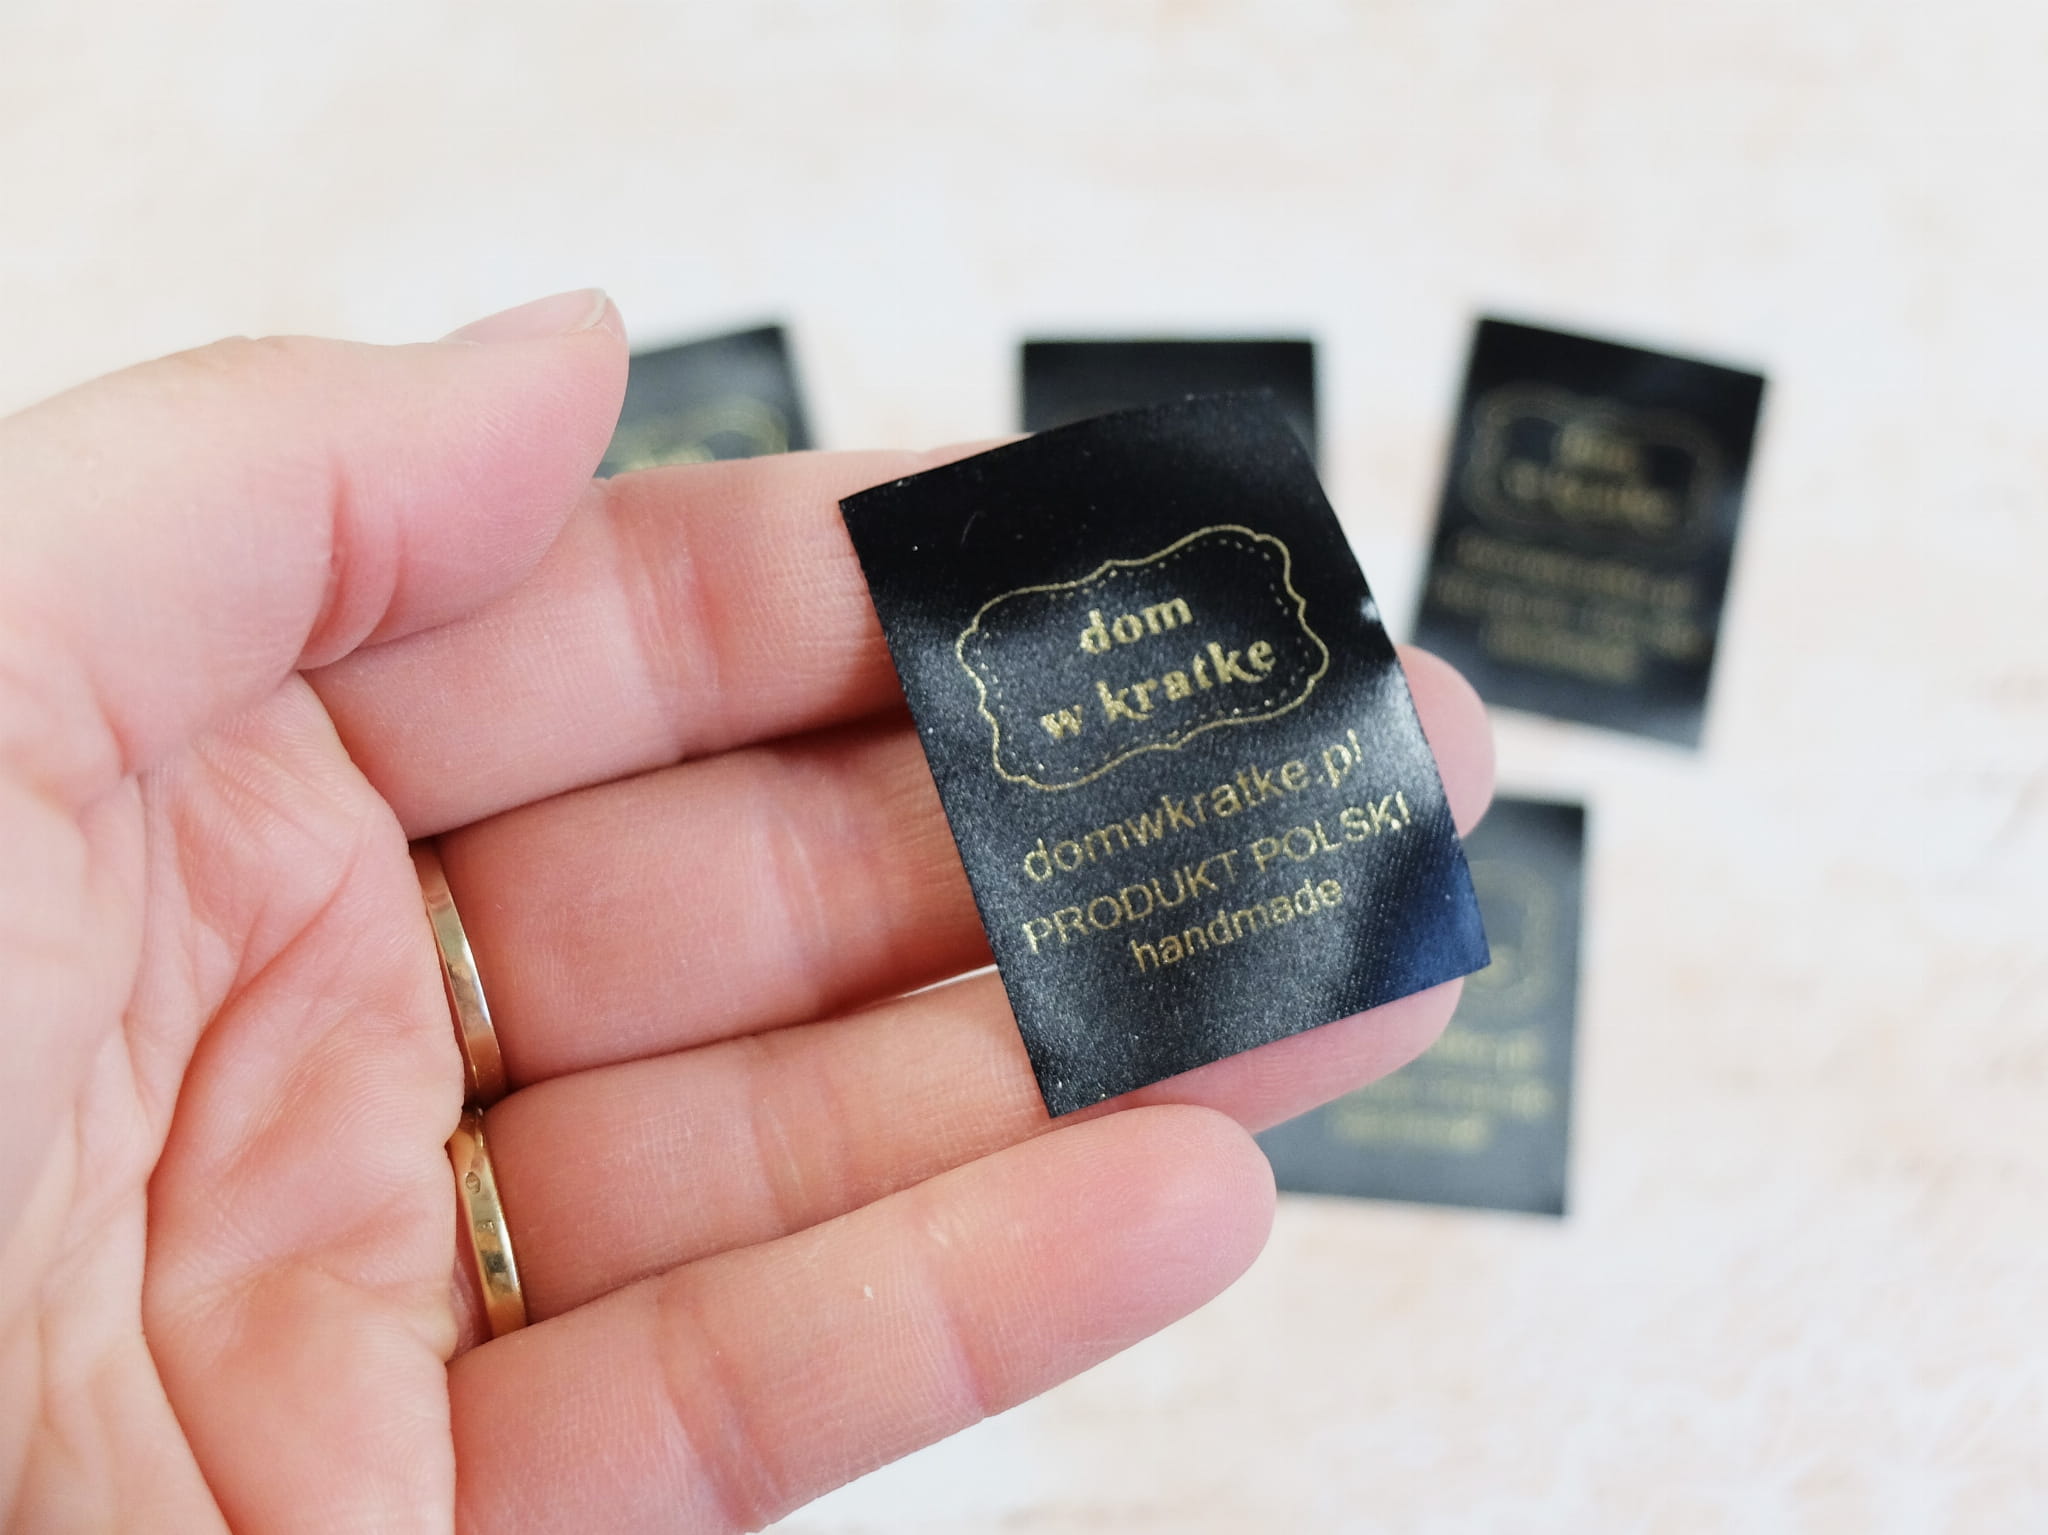 dom
w kratke
domwkratke.pl
PRODUKT POLSKI
handmade